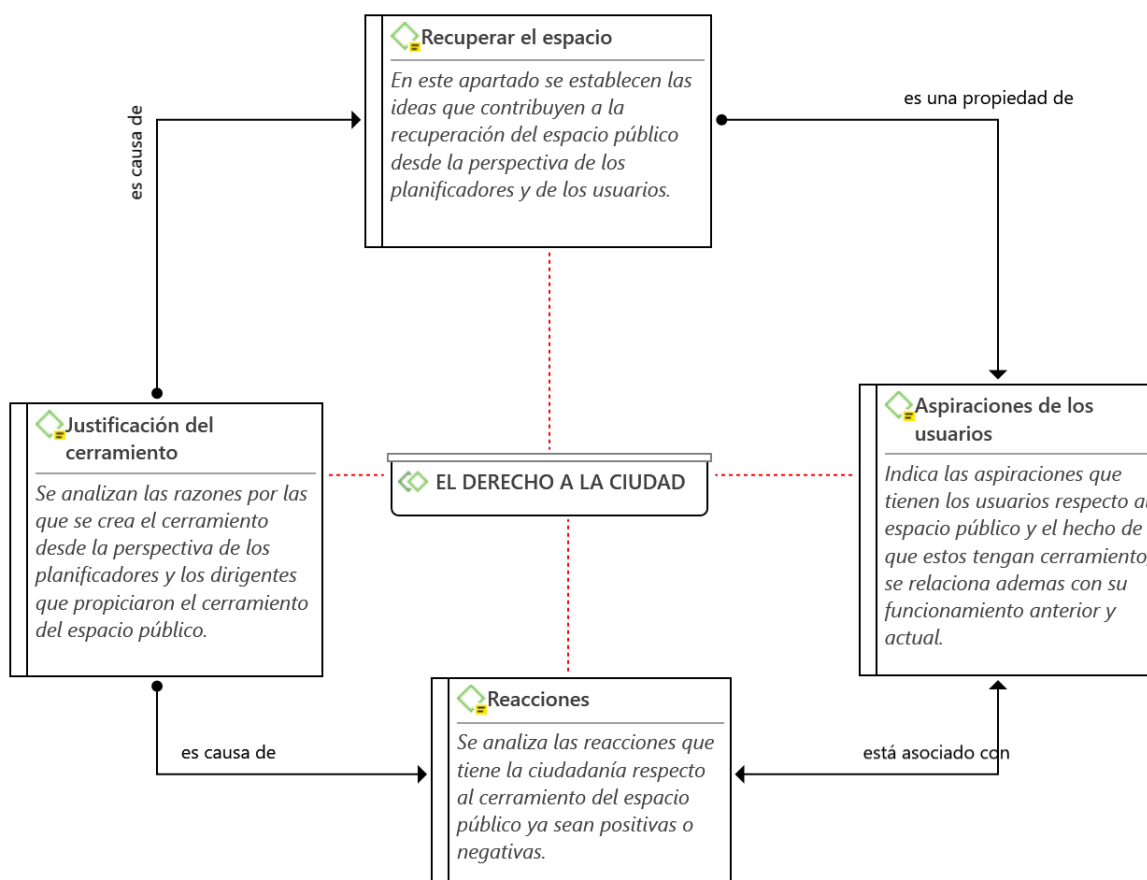 Recuperar el espacio
En este apartado se establecen las
ideas que contribuyen a la
recuperación del espacio público
desde la perspectiva de los
planificadores y de los usuarios.
es causa de
es una propiedad de
Justificación del
cerramiento
Se analizan las razones por las
que se crea el cerramiento
desde la perspectiva de los
planificadores y los dirigentes
que propiciaron el cerramiento
del espacio público.
EL DERECHO A LA CIUDAD
Aspiraciones de los
usuarios
Indica las aspiraciones que
tienen los usuarios respecto al
espacio público y el hecho de
que estos tengan cerramiento,
se relaciona ademas con su
funcionamiento anterior y
actual.
es causa de
Reacciones
Se analiza las reacciones que
tiene la ciudadanía respecto
al cerramiento del espacio
público ya sean positivas o
negativas.
está asociado con